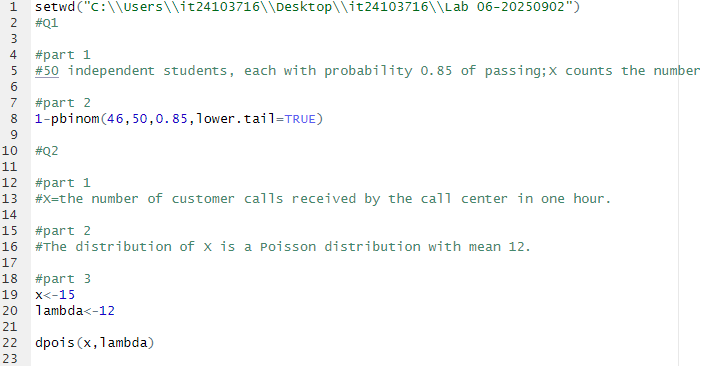 1 setwd("C:\\Users\\it24103716\\Desktop\\it24103716\\Lab 06-20250902")
2 #Q1
3
4 #part 1
5 #50 independent students, each with probability 0.85 of passing;X counts the number
6
7 #part 2
8 1-pbinom(46,50,0.85,lower.tail=TRUE)
9
10 #Q2
11
12 #part 1
13 #X=the number of customer calls received by the call center in one hour.
14
15 #part 2
16 #The distribution of X is a Poisson distribution with mean 12.
17
18 #part 3
19 x<-15
20 lambda<-12
21
22 dpois(x,lambda)
23